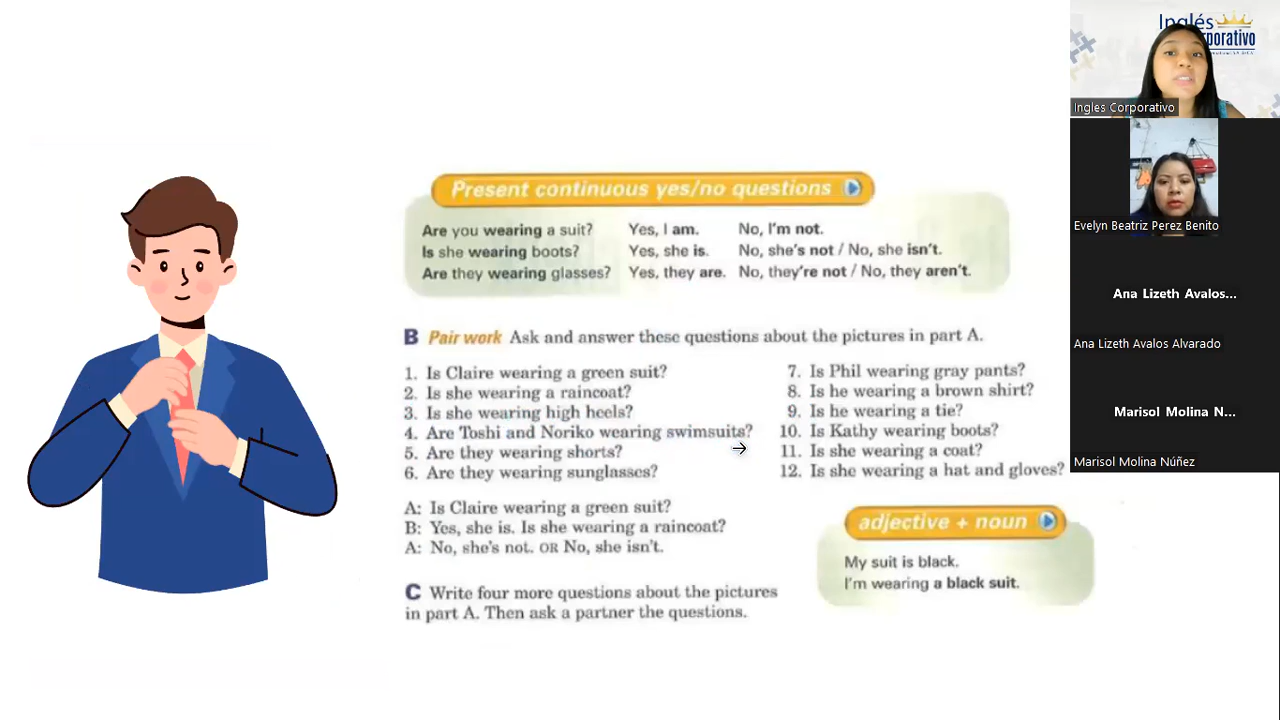 Present continuous yes/no questions
Are you wearing a suit? Yes, I am. No, I'm not.
Is she wearing boots? Yes, she is. No, she's not / No, she isn't.
Are they wearing glasses? Yes, they are. No, they're not / No, they aren't.
B Pair work Ask and answer these questions about the pictures in part A.
1. Is Claire wearing a green suit?
2. Is she wearing a raincoat?
3. Is she wearing high heels?
4. Are Toshi and Noriko wearing swimsuits?
5. Are they wearing shorts?
6. Are they wearing sunglasses?
7. Is Phil wearing gray pants?
8. Is he wearing a brown shirt?
9. Is he wearing a tie?
10. Is Kathy wearing boots?
11. Is she wearing a coat?
12. Is she wearing a hat and gloves?
A: Is Claire wearing a green suit?
B: Yes, she is. Is she wearing a raincoat?
A: No, she's not. OR No, she isn't.
C Write four more questions about the pictures
in part A. Then ask a partner the questions.
adjective + noun
My suit is black.
I'm wearing a black suit.
Inglés
Ingles Corporativo
Evelyn Beatriz Perez Benito
Ana Lizeth Avalos...
Ana Lizeth Avalos Alvarado
Marisol Molina N...
Marisol Molina Núñez